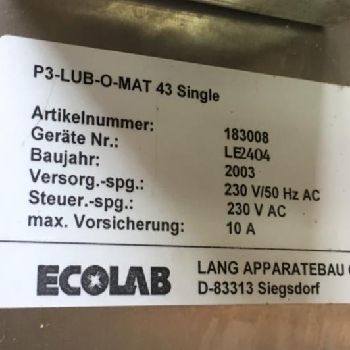 P3-LUB-O-MAT 43 Single
Artikelnummer: 183008
Geräte Nr.: LE2404
Baujahr: 2003
Versorg.-spg.: 230 V/50 Hz AC
Steuer.-spg.: 230 V AC
max. Vorsicherung: 10 A
ECOLAB LANG APPARATEBAU
D-83313 Siegsdorf